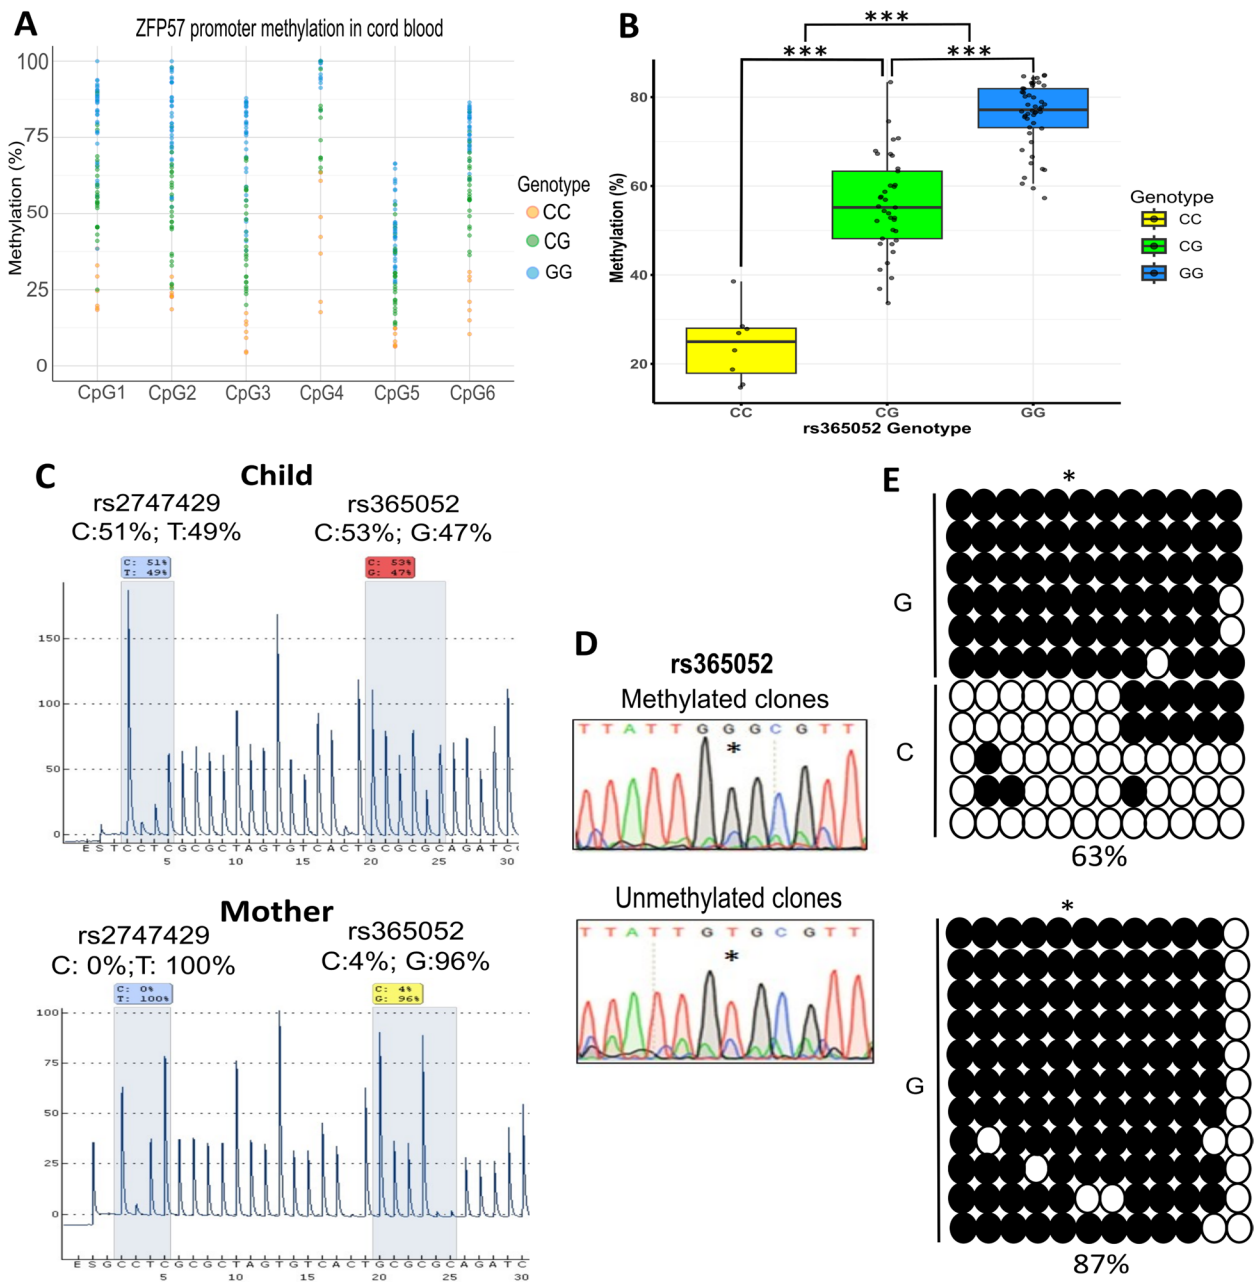 A
ZFP57 promoter methylation in cord blood
Methylation (%)
100
75
50
25
0
CpG1 CpG2 CpG3 CpG4 CpG5 CpG6
Genotype
CC
CG
GG
B
***
*** ***
Methylation (%)
80
60
40
20
CC CG GG
rs365052 Genotype
Genotype
CC
CG
GG
C
Child
rs2747429
C:51%; T:49%
rs365052
C:53%; G:47%
C: 51%
T: 49%
C: 53%
G: 47%
150
100
50
0
E S T C C T C G C G C T A G T G T C A C T G C G C G C A G A T C
5 10 15 20 25 30
Mother
rs2747429
C: 0%;T: 100%
rs365052
C:4%; G:96%
C: 0%
T: 100%
C: 4%
G: 96%
100
75
50
25
0
E S G C C T C G C G C T A G T G T C A C T G C G C G C A G A T C
5 10 15 20 25 30
D
rs365052
Methylated clones
T T A T T G G G C G T T
*
Unmethylated clones
T T A T T G T G C G T T
*
E
*
G
C
63%
*
G
87%